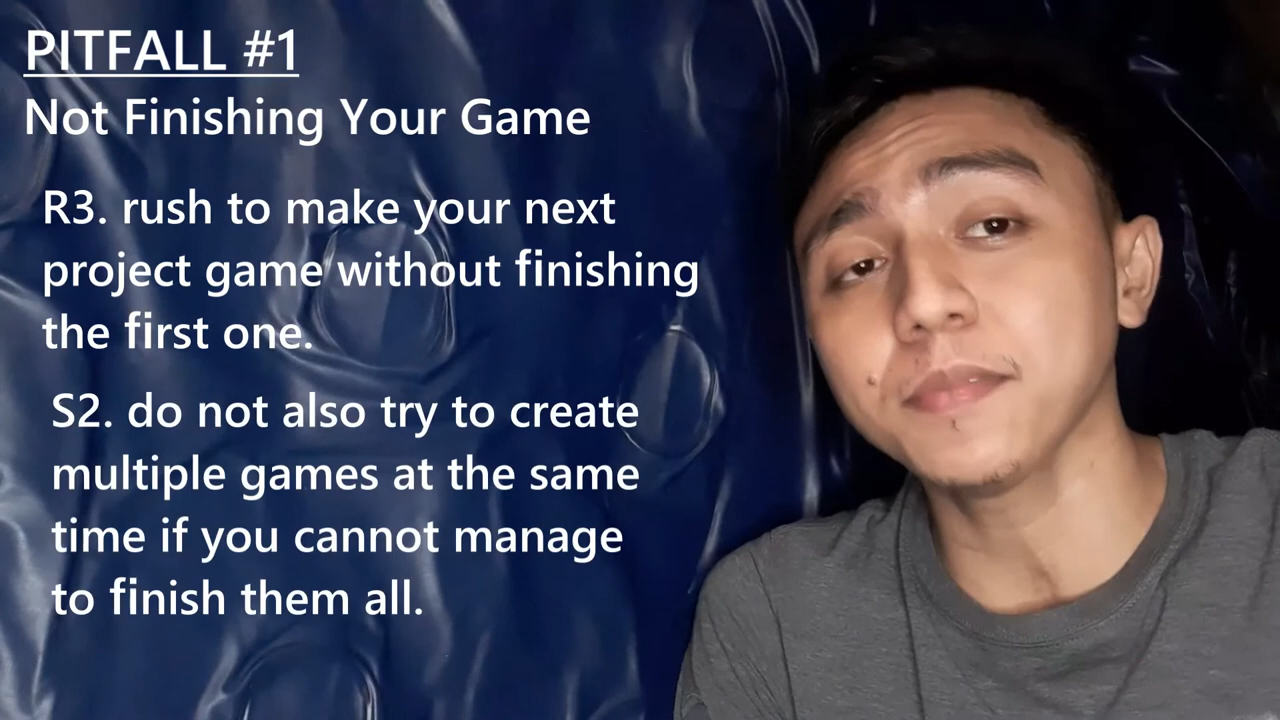 PITFALL #1
Not Finishing Your Game
R3. rush to make your next
project game without finishing
the first one.
S2. do not also try to create
multiple games at the same
time if you cannot manage
to finish them all.